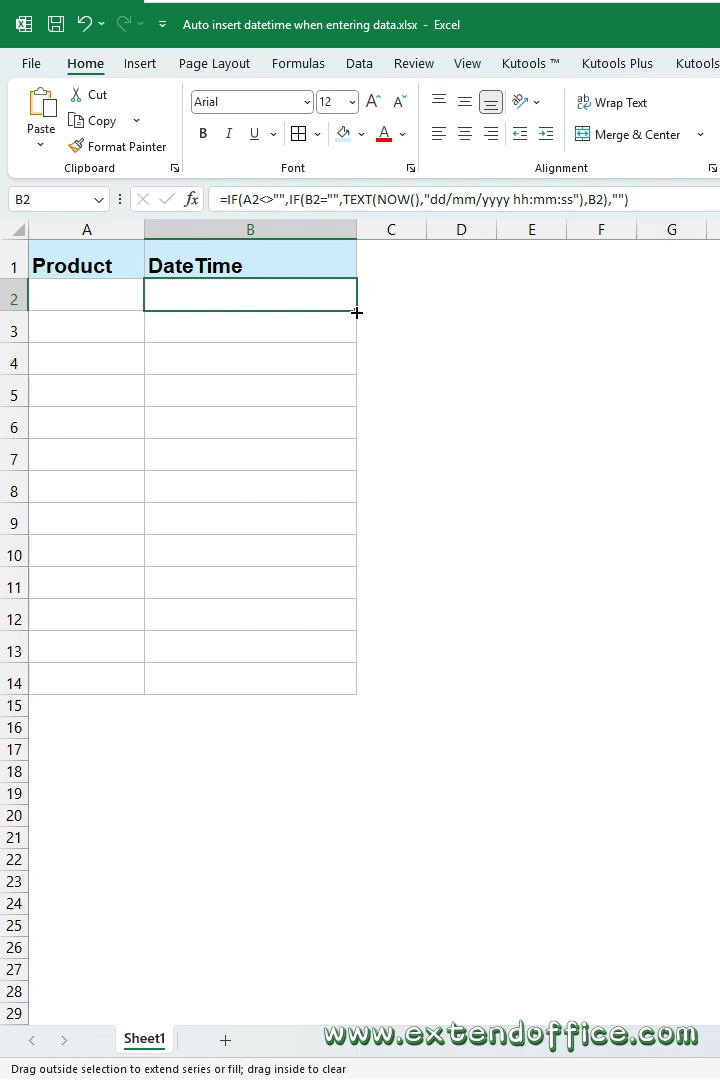 Auto insert datetime when entering data.xlsx - Excel
File Home Insert Page Layout Formulas Data Review View Kutools ™ Kutools Plus Kutools
Paste
Cut
Copy
Format Painter
Clipboard
Arial 12
B I U A
Font
Wrap Text
Merge & Center
Alignment
B2 fx =IF(A2<>"",IF(B2="",TEXT(NOW(),"dd/mm/yyyy hh:mm:ss"),B2),"")
A B C D E F G
1 Product DateTime
2
3
4
5
6
7
8
9
10
11
12
13
14
15
16
17
18
19
20
21
22
23
24
25
26
27
28
29
Sheet1
www.extendoffice.com
Drag outside selection to extend series or fill; drag inside to clear